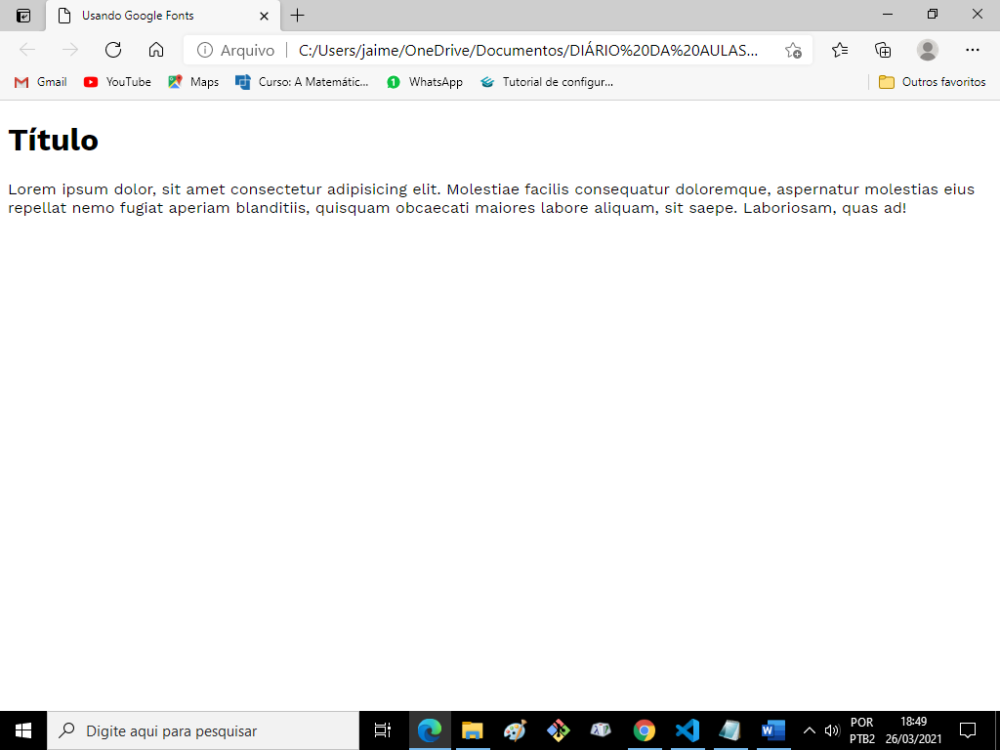 Usando Google Fonts
Arquivo C:/Users/jaime/OneDrive/Documentos/DIÁRIO%20DA%20AULAS...
Gmail YouTube Maps Curso: A Matemátic... 1 WhatsApp Tutorial de configur... Outros favoritos
Título
Lorem ipsum dolor, sit amet consectetur adipisicing elit. Molestiae facilis consequatur doloremque, aspernatur molestias eius
repellat nemo fugiat aperiam blanditiis, quisquam obcaecati maiores labore aliquam, sit saepe. Laboriosam, quas ad!
Digite aqui para pesquisar
POR 18:49
PTB2 26/03/2021